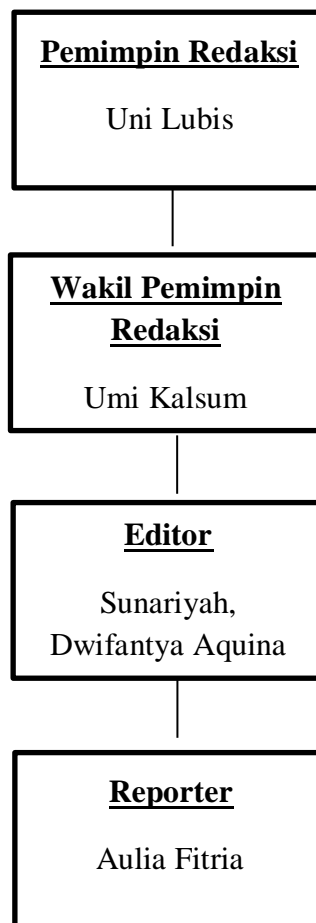 Pemimpin Redaksi
Uni Lubis
Wakil Pemimpin
Redaksi
Umi Kalsum
Editor
Sunariyah,
Dwifantya Aquina
Reporter
Aulia Fitria